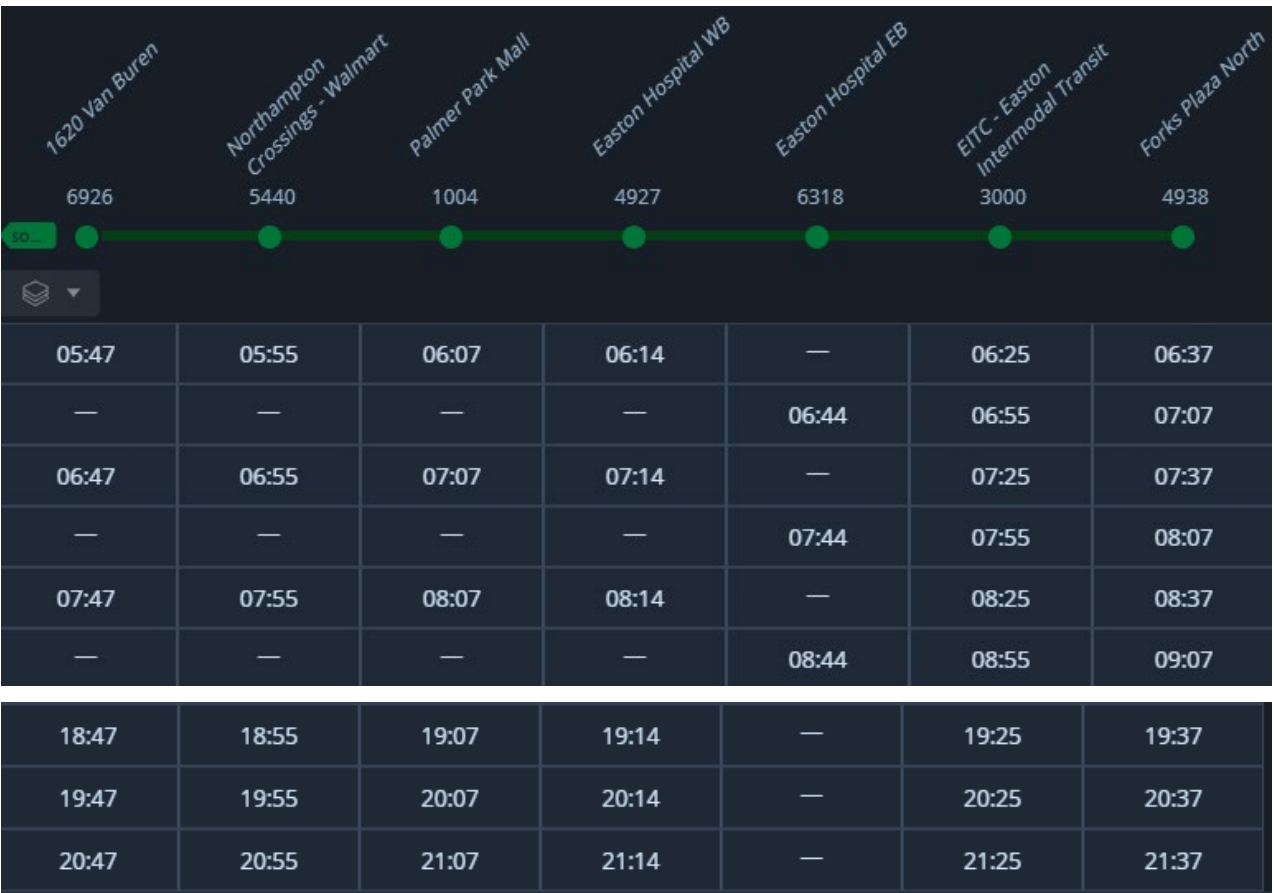 1620 Van Buren
Northampton
Crossings - Walmart
Palmer Park Mall
Easton Hospital WB
Easton Hospital EB
EITC - Easton
Intermodal Transit
Forks Plaza North
6926 5440 1004 4927 6318 3000 4938
so...
05:47 05:55 06:07 06:14 — 06:25 06:37
— — — — 06:44 06:55 07:07
06:47 06:55 07:07 07:14 — 07:25 07:37
— — — — 07:44 07:55 08:07
07:47 07:55 08:07 08:14 — 08:25 08:37
— — — — 08:44 08:55 09:07
18:47 18:55 19:07 19:14 — 19:25 19:37
19:47 19:55 20:07 20:14 — 20:25 20:37
20:47 20:55 21:07 21:14 — 21:25 21:37